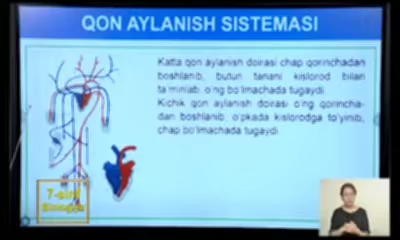 QON AYLANISH SISTEMASI
Katta qon aylanish doirasi chap qorinchadan
boshlanib, butun tanani kislorod bilan
ta'minlab, o'ng bo'lmachada tugaydi.
Kichik qon aylanish doirasi o'ng qorincha-
dan boshlanib, o'pkada kislorodga to'yinib,
chap bo'lmachada tugaydi.
7-sinf
Biologiya